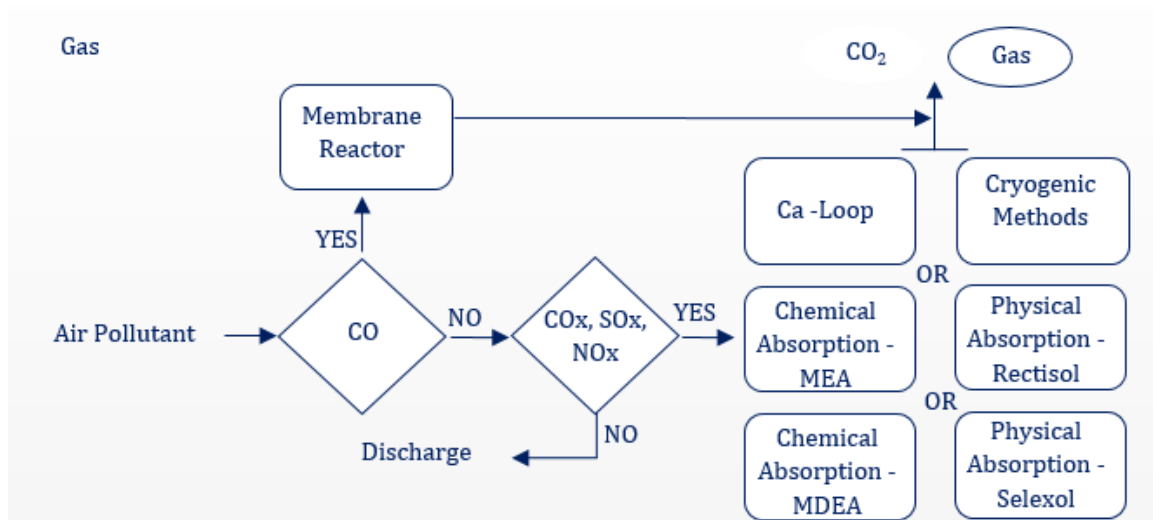 Gas
CO₂
Gas
Membrane
Reactor
Ca -Loop
Cryogenic
Methods
YES
OR
Air Pollutant
CO
NO
COx, SOx,
NOx
YES
Chemical
Absorption -
MEA
Physical
Absorption -
Rectisol
OR
NO
Discharge
Chemical
Absorption -
MDEA
Physical
Absorption -
Selexol